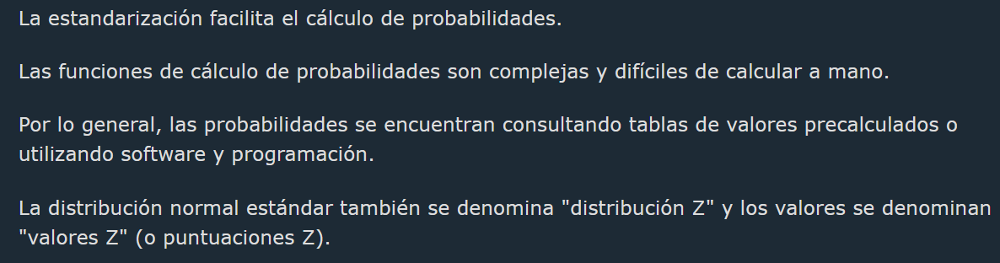 La estandarización facilita el cálculo de probabilidades.
Las funciones de cálculo de probabilidades son complejas y difíciles de calcular a mano.
Por lo general, las probabilidades se encuentran consultando tablas de valores precalculados o
utilizando software y programación.
La distribución normal estándar también se denomina "distribución Z" y los valores se denominan
"valores Z" (o puntuaciones Z).